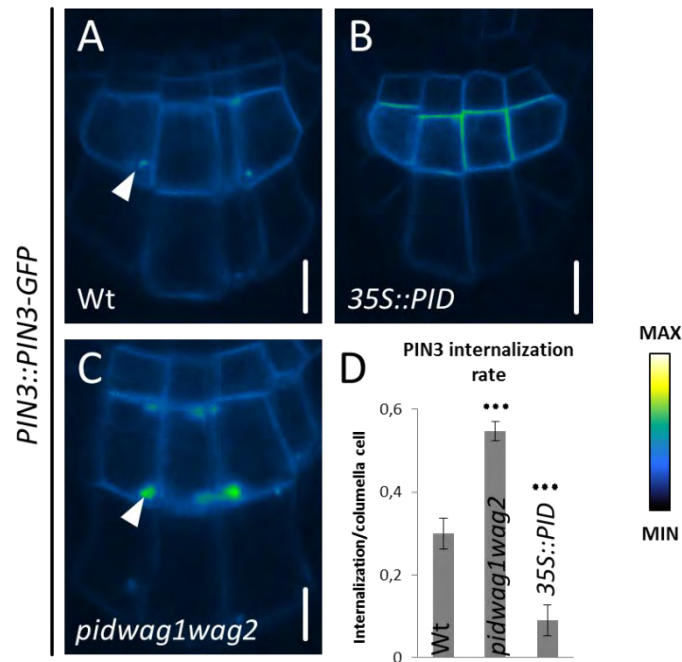 PIN3::PIN3-GFP
A
Wt
B
35S::PID
C
pidwag1wag2
D
PIN3 internalization
rate
Internalization/columella cell
0,6
0,4
0,2
0
***
***
Wt
pidwag1wag2
35S::PID
MAX
MIN